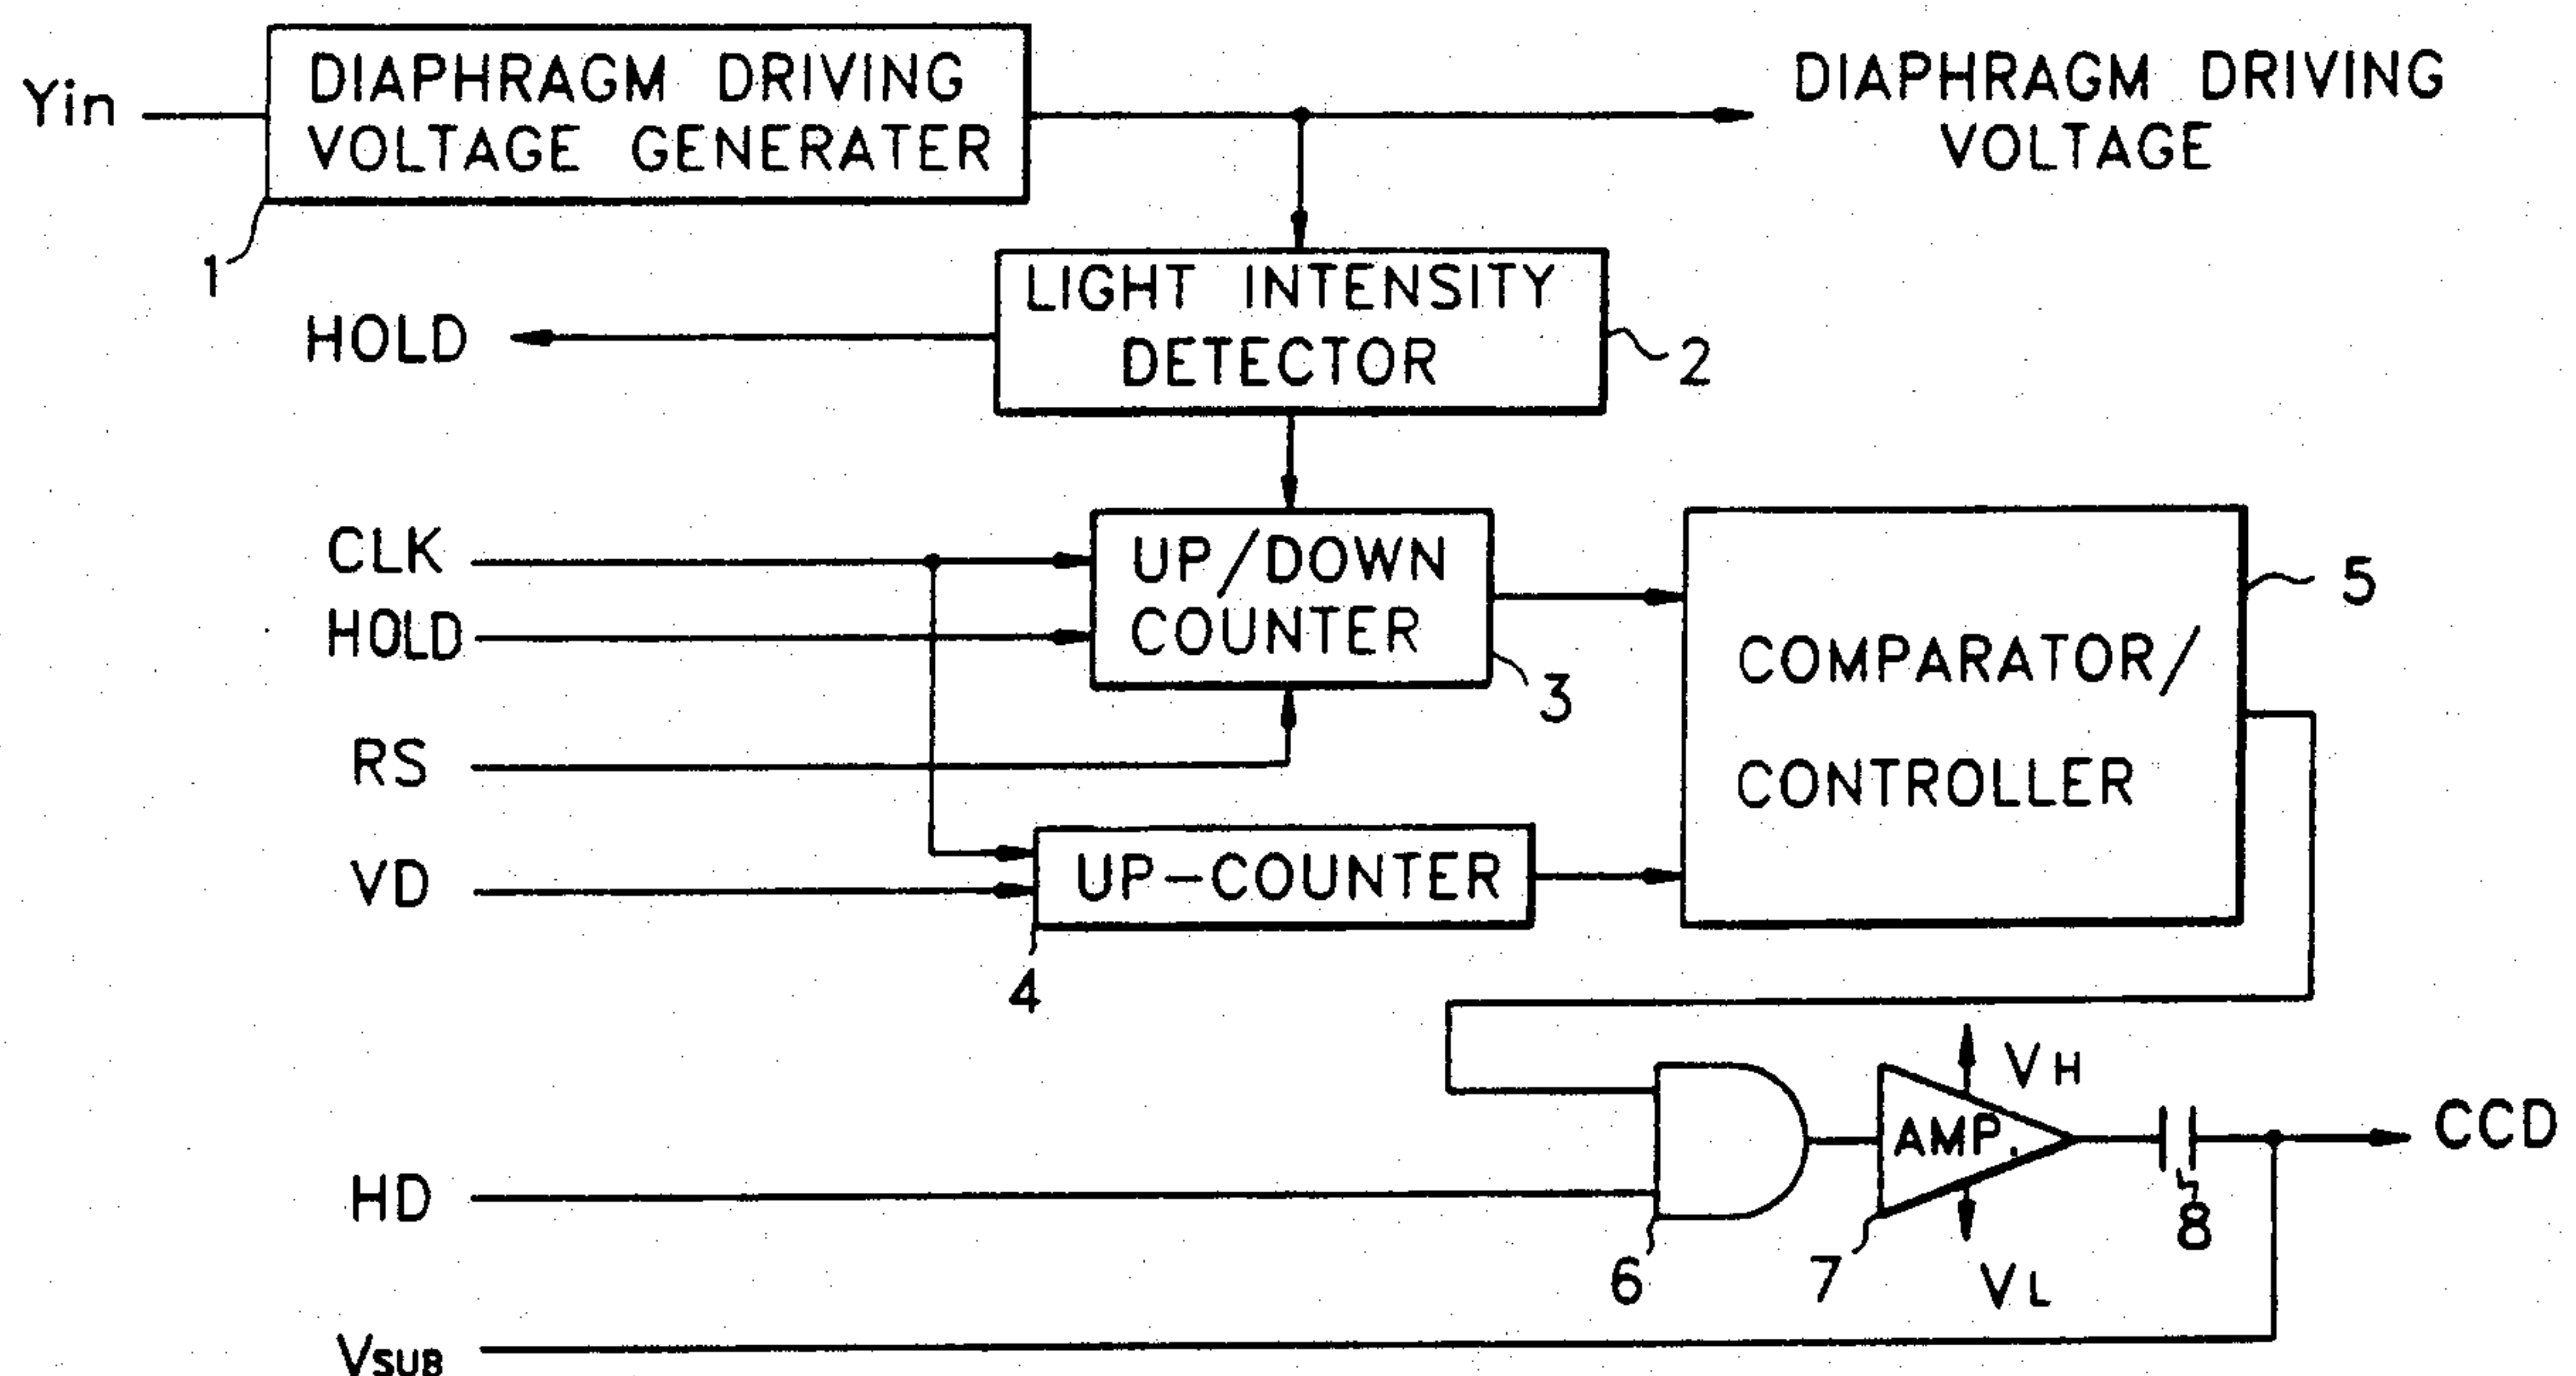 Yin
DIAPHRAGM DRIVING
VOLTAGE GENERATER
1
DIAPHRAGM DRIVING
VOLTAGE
LIGHT INTENSITY
DETECTOR
2
HOLD
CLK
HOLD
RS
VD
UP/DOWN
COUNTER
3
UP-COUNTER
4
COMPARATOR/
CONTROLLER
5
HD
6
AMP.
7
VH
VL
8
CCD
VSUB